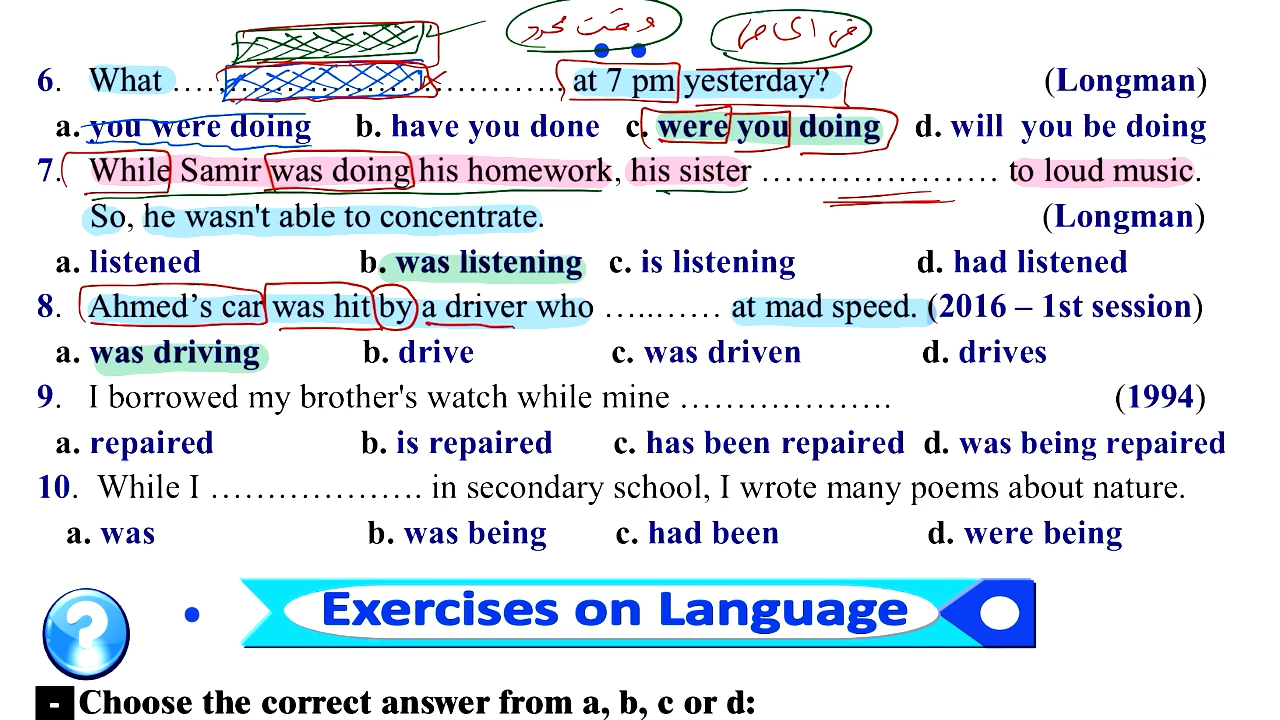 وقت محدد في الماضي
6. What ……………………………………. at 7 pm yesterday? (Longman)
a. you were doing b. have you done c. were you doing d. will you be doing
7. While Samir was doing his homework, his sister ………………… to loud music.
So, he wasn't able to concentrate. (Longman)
a. listened b. was listening c. is listening d. had listened
8. Ahmed’s car was hit by a driver who ….…… at mad speed. (2016 – 1st session)
a. was driving b. drive c. was driven d. drives
9. I borrowed my brother's watch while mine ………………. (1994)
a. repaired b. is repaired c. has been repaired d. was being repaired
10. While I ………………. in secondary school, I wrote many poems about nature.
a. was b. was being c. had been d. were being
? • Exercises on Language
- Choose the correct answer from a, b, c or d: